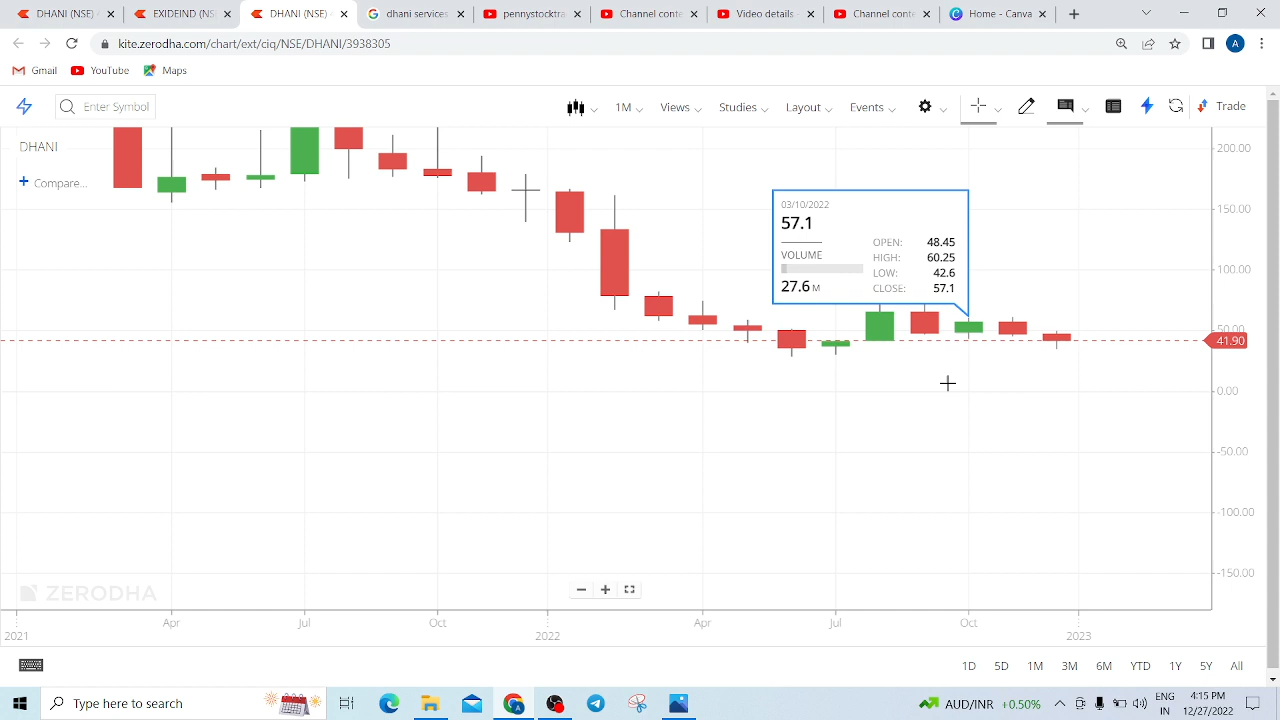 DHANI (NSE)
EXIDEIND (NS
DHANI (NSE)
dhani services
pennystocktra
Channel conte
Video details
Channel conte
Home - Canva
kite.zerodha.com/chart/ext/ciq/NSE/DHANI/3938305
A
Gmail
YouTube
Maps
Enter Symbol
1M
Views
Studies
Layout
Events
Trade
DHANI
Compare...
03/10/2022
57.1
VOLUME
27.6 M
OPEN: 48.45
HIGH: 60.25
LOW: 42.6
CLOSE: 57.1
200.00
150.00
100.00
50.00
41.90
0.00
-50.00
-100.00
-150.00
ZERODHA
Apr
Jul
Oct
Apr
Jul
Oct
2021
2022
2023
1D
5D
1M
3M
6M
YTD
1Y
5Y
All
Type here to search
AUD/INR +0.50%
ENG
IN
4:15 PM
12/27/2022